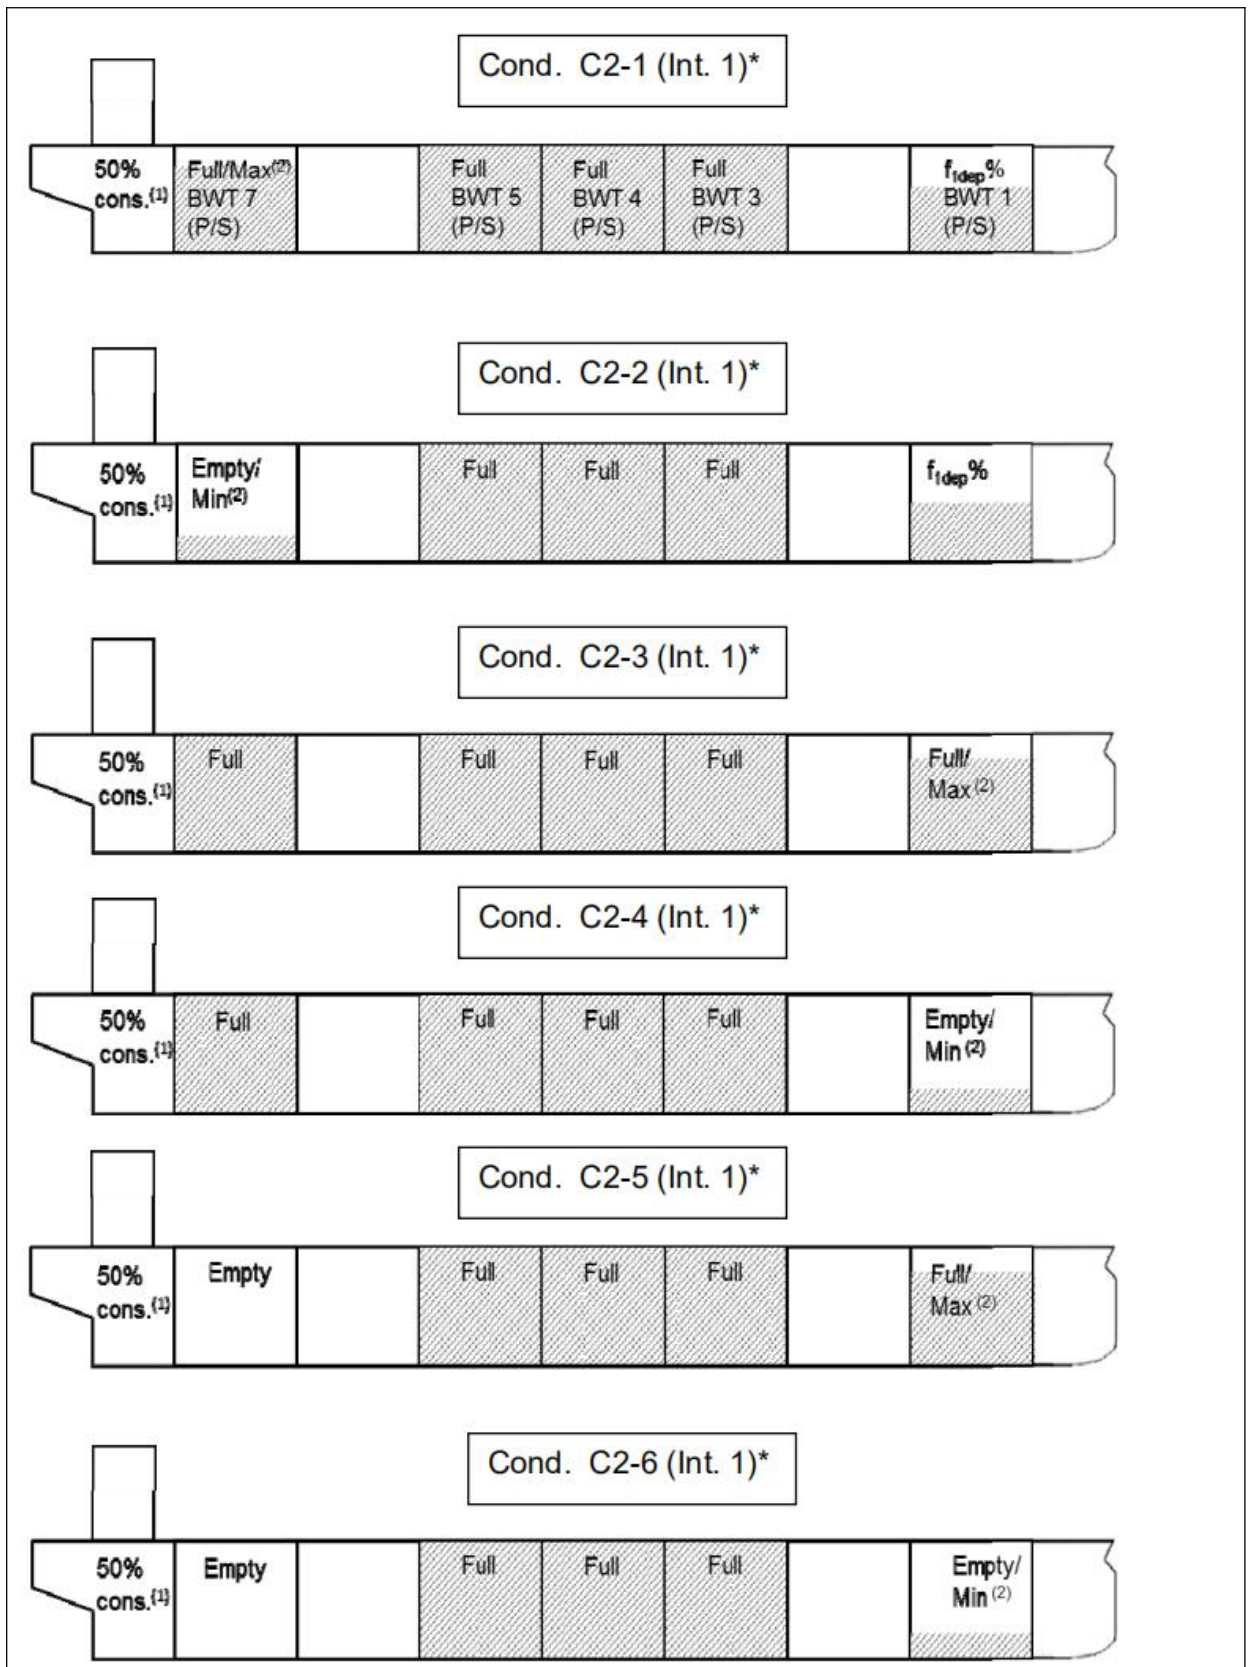 Cond. C2-1 (Int. 1)*
50%
cons.(1)
Full/Max(2)
BWT 7
(P/S)
Full
BWT 5
(P/S)
Full
BWT 4
(P/S)
Full
BWT 3
(P/S)
f1dep%
BWT 1
(P/S)
Cond. C2-2 (Int. 1)*
50%
cons.(1)
Empty/
Min(2)
Full
Full
Full
f1dep%
Cond. C2-3 (Int. 1)*
50%
cons.(1)
Full
Full
Full
Full
Full/
Max (2)
Cond. C2-4 (Int. 1)*
50%
cons.(1)
Full
Full
Full
Full
Empty/
Min (2)
Cond. C2-5 (Int. 1)*
50%
cons.(1)
Empty
Full
Full
Full
Full/
Max (2)
Cond. C2-6 (Int. 1)*
50%
cons.(1)
Empty
Full
Full
Full
Empty/
Min (2)